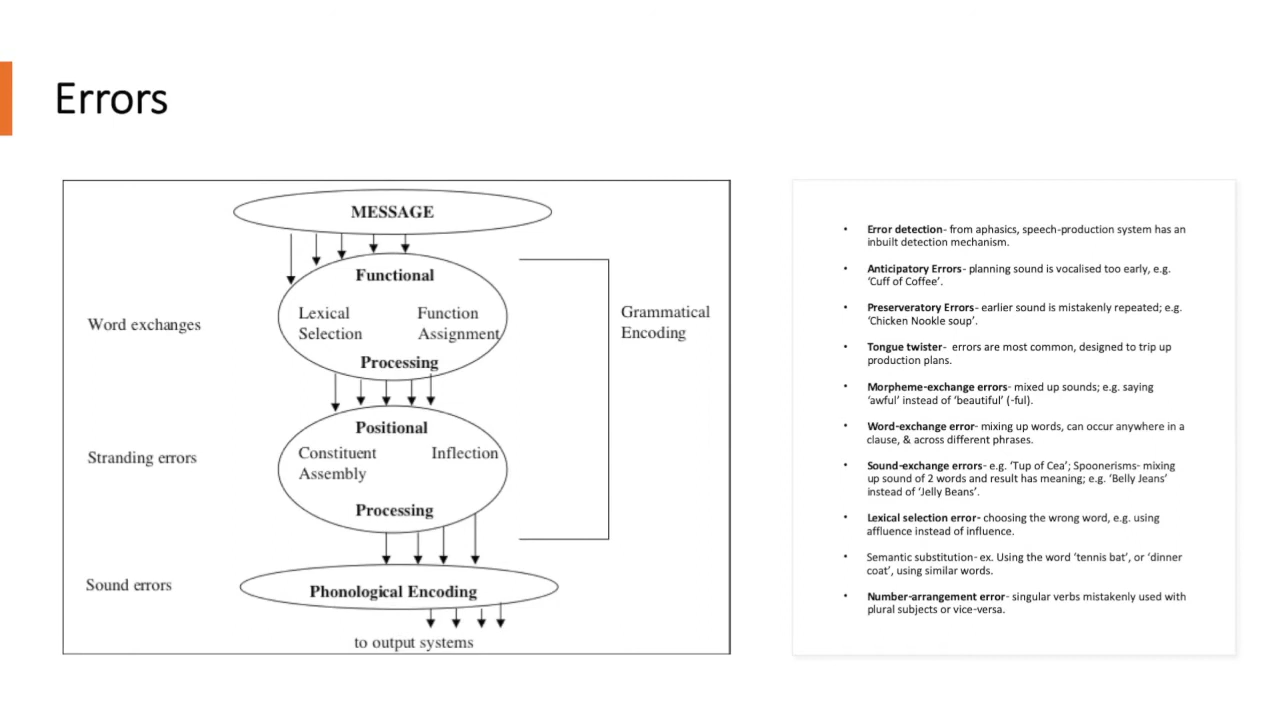 Errors
MESSAGE
Functional
Lexical Function
Selection Assignment
Processing
Word exchanges
Grammatical
Encoding
Positional
Constituent Inflection
Assembly
Processing
Stranding errors
Sound errors
Phonological Encoding
to output systems
• Error detection- from aphasics, speech-production system has an
inbuilt detection mechanism.
• Anticipatory Errors- planning sound is vocalised too early, e.g.
‘Cuff of Coffee’.
• Preserveratory Errors- earlier sound is mistakenly repeated; e.g.
‘Chicken Nookle soup’.
• Tongue twister- errors are most common, designed to trip up
production plans.
• Morpheme-exchange errors- mixed up sounds; e.g. saying
‘awful’ instead of ‘beautiful’ (-ful).
• Word-exchange error- mixing up words, can occur anywhere in a
clause, & across different phrases.
• Sound-exchange errors- e.g. ‘Tup of Cea’; Spoonerisms- mixing
up sound of 2 words and result has meaning; e.g. ‘Belly Jeans’
instead of ‘Jelly Beans’.
• Lexical selection error- choosing the wrong word, e.g. using
affluence instead of influence.
• Semantic substitution- ex. Using the word ‘tennis bat’, or ‘dinner
coat’, using similar words.
• Number-arrangement error- singular verbs mistakenly used with
plural subjects or vice-versa.